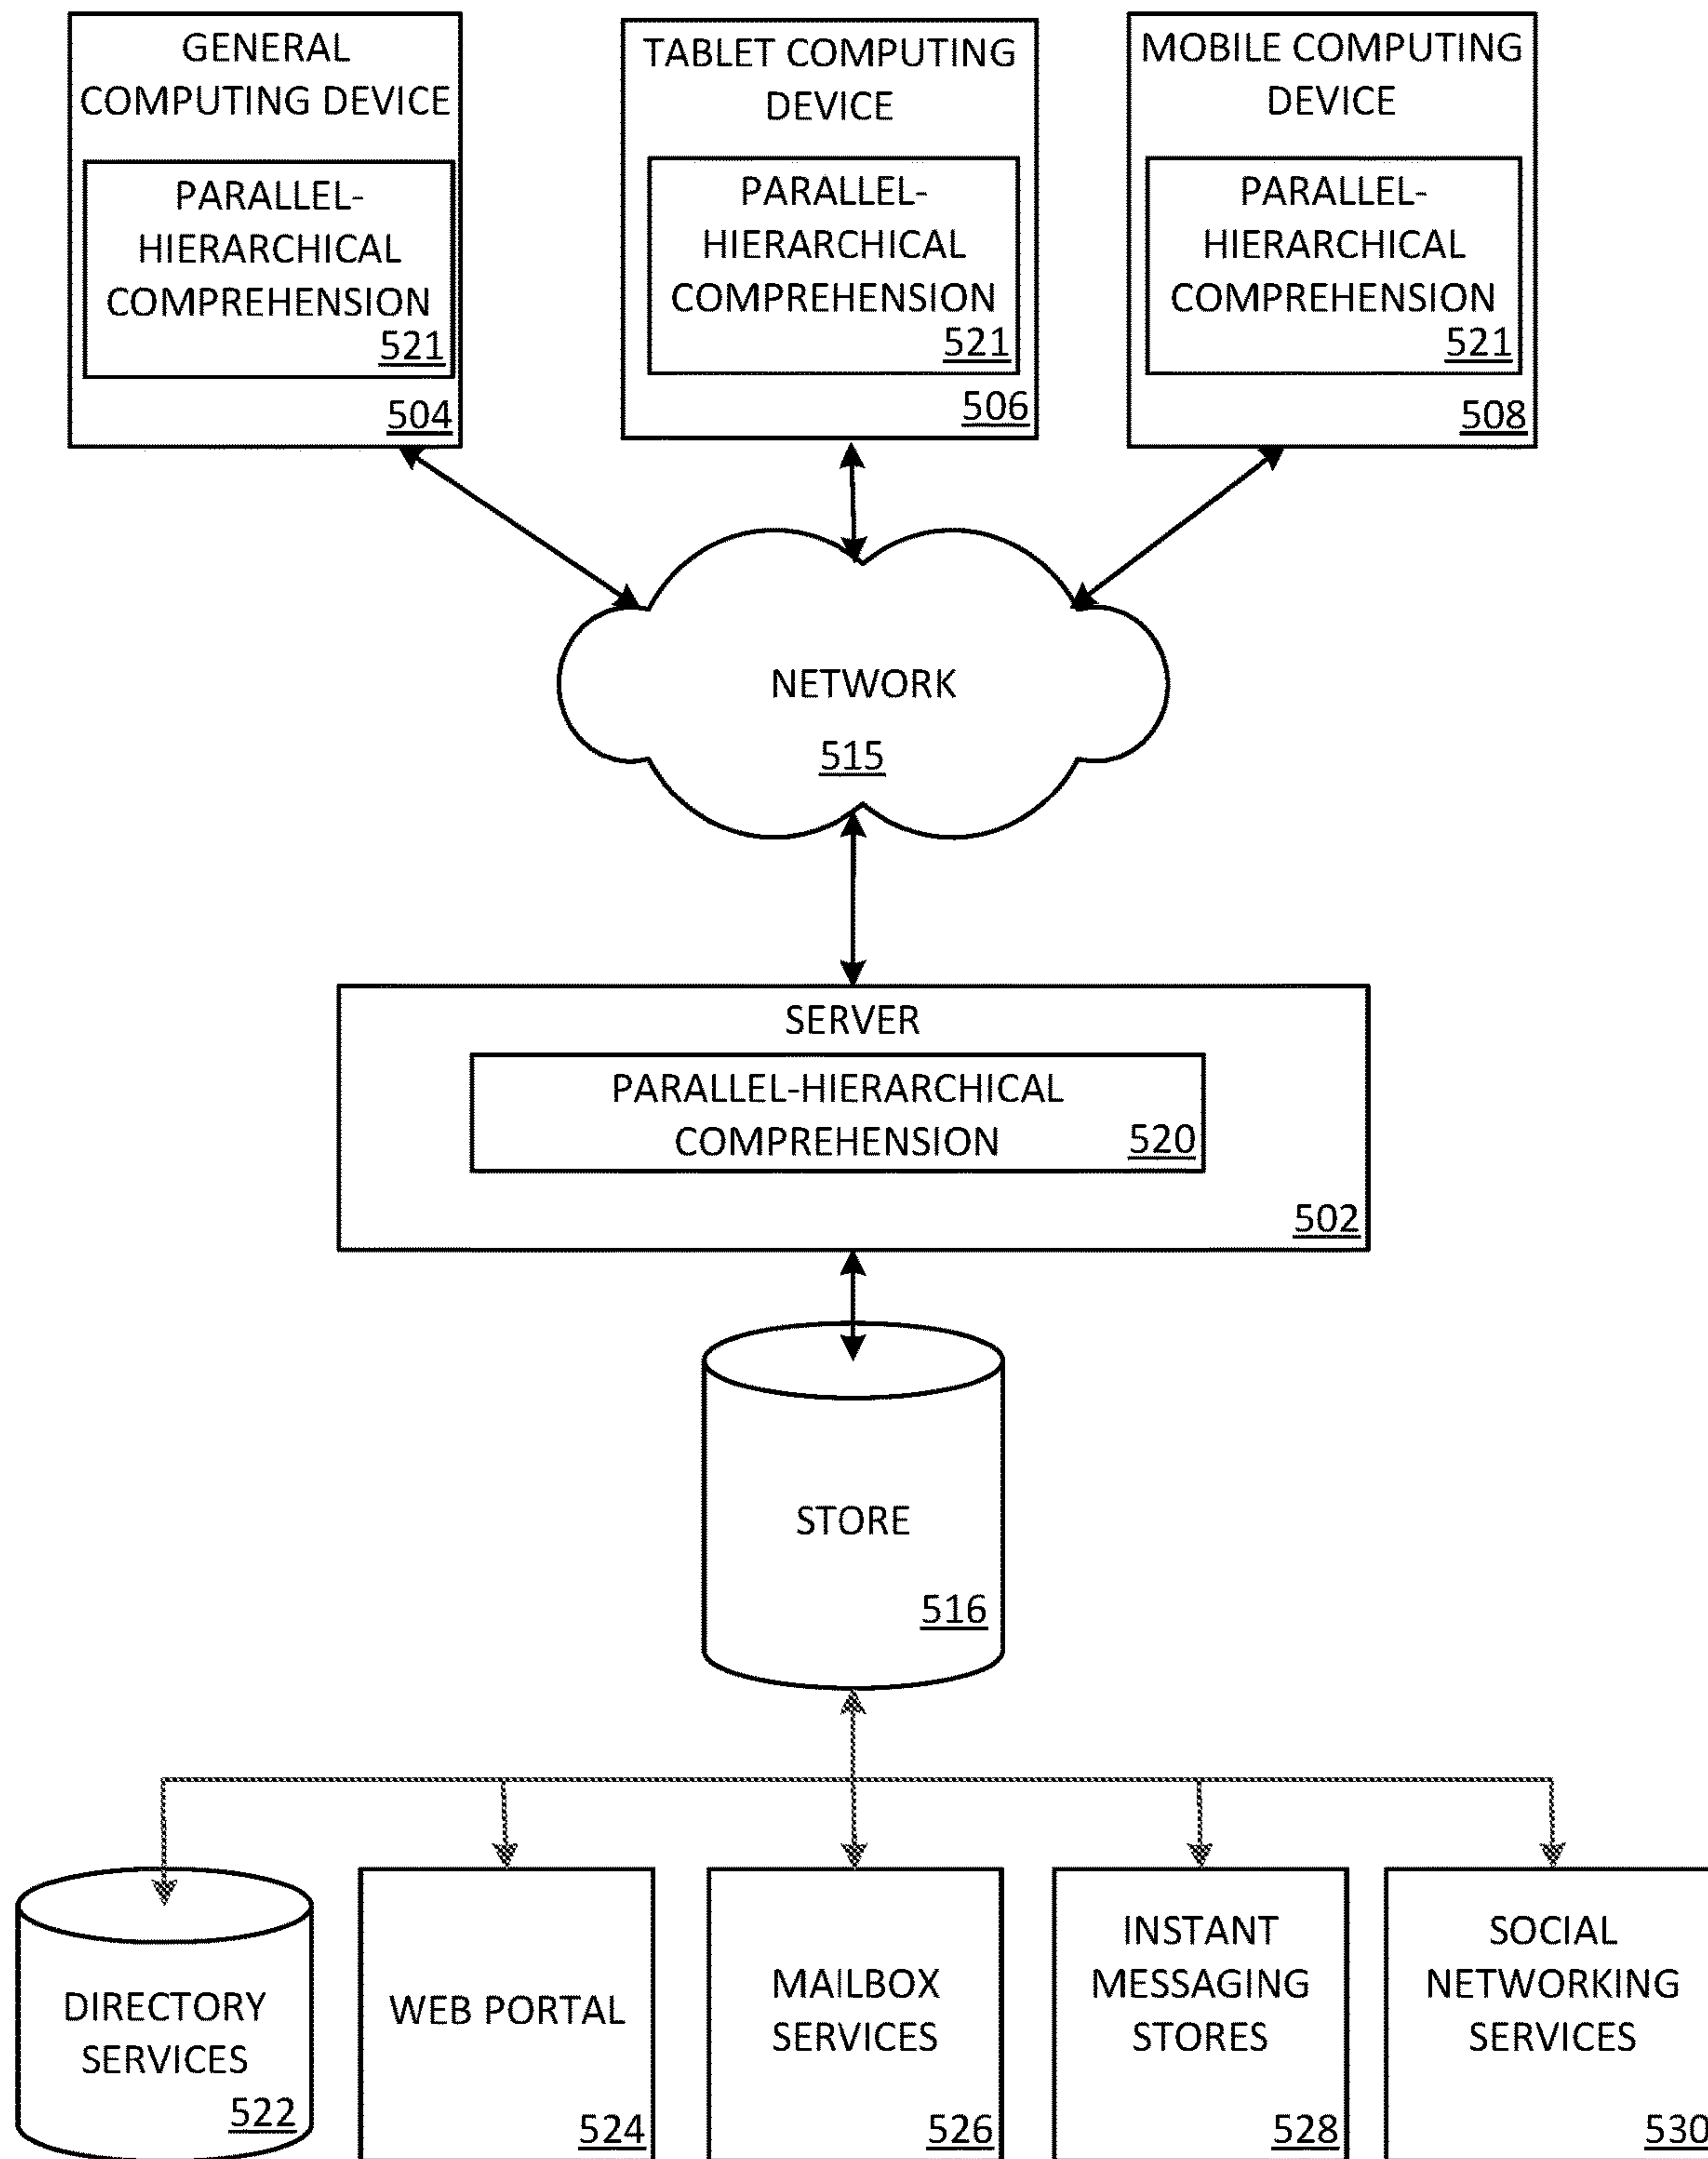 GENERAL
COMPUTING DEVICE
PARALLEL-
HIERARCHICAL
COMPREHENSION
521
504
TABLET COMPUTING
DEVICE
PARALLEL-
HIERARCHICAL
COMPREHENSION
521
506
MOBILE COMPUTING
DEVICE
PARALLEL-
HIERARCHICAL
COMPREHENSION
521
508
NETWORK
515
SERVER
PARALLEL-HIERARCHICAL
COMPREHENSION
520
502
STORE
516
DIRECTORY
SERVICES
522
WEB PORTAL
524
MAILBOX
SERVICES
526
INSTANT
MESSAGING
STORES
528
SOCIAL
NETWORKING
SERVICES
530